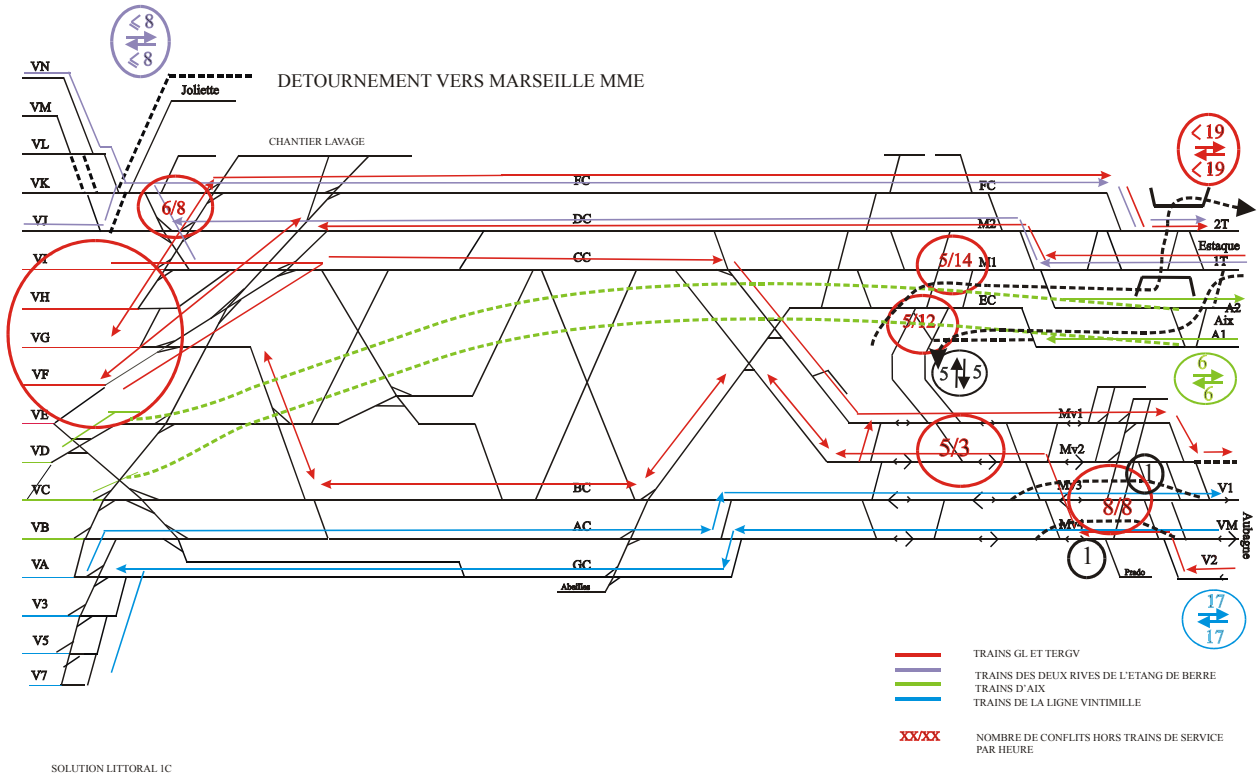 ≤ 8
≤ 8
VN
DETOURNEMENT VERS MARSEILLE MME
Joliette
VM
CHANTIER LAVAGE
VL
< 19
< 19
VK
FC
FC
6/8
VJ
DC
M2
2T
Estaque
VI
CC
5/14
M1
1T
VH
EC
A2
5/12
Aix
VG
A1
VF
5
5
6
6
VE
Mv1
VD
5/3
Mv2
1
VC
BC
Mv3
V1
8/8
VB
AC
Mv4
VM
Aubagne
VA
GC
1
V2
Abeilles
Prado
V3
17
17
V5
V7
TRAINS GL ET TERGV
TRAINS DES DEUX RIVES DE L'ETANG DE BERRE
TRAINS D'AIX
TRAINS DE LA LIGNE VINTIMILLE
XX/XX
NOMBRE DE CONFLITS HORS TRAINS DE SERVICE
PAR HEURE
SOLUTION LITTORAL 1C